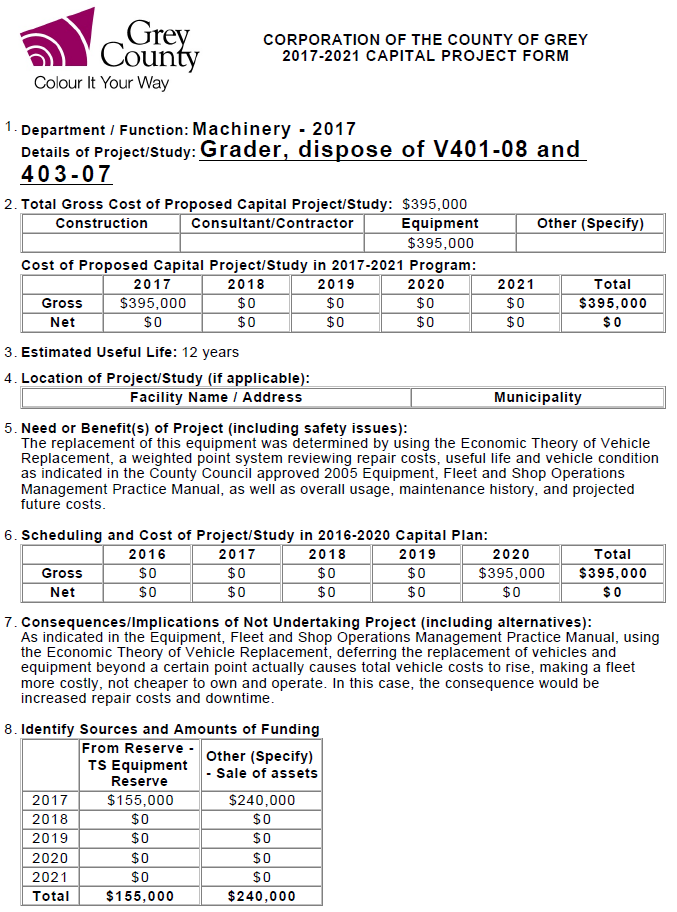 Grey
County
Colour It Your Way
CORPORATION OF THE COUNTY OF GREY
2017-2021 CAPITAL PROJECT FORM
1. Department / Function: Machinery - 2017
Details of Project/Study: Grader, dispose of V401-08 and
403-07
2. Total Gross Cost of Proposed Capital Project/Study: $395,000
Construction Consultant/Contractor Equipment Other (Specify)
$395,000
Cost of Proposed Capital Project/Study in 2017-2021 Program:
2017 2018 2019 2020 2021 Total
Gross $395,000 $0 $0 $0 $0 $395,000
Net $0 $0 $0 $0 $0 $0
3. Estimated Useful Life: 12 years
4. Location of Project/Study (if applicable):
Facility Name / Address Municipality
5. Need or Benefit(s) of Project (including safety issues):
The replacement of this equipment was determined by using the Economic Theory of Vehicle
Replacement, a weighted point system reviewing repair costs, useful life and vehicle condition
as indicated in the County Council approved 2005 Equipment, Fleet and Shop Operations
Management Practice Manual, as well as overall usage, maintenance history, and projected
future costs.
6. Scheduling and Cost of Project/Study in 2016-2020 Capital Plan:
2016 2017 2018 2019 2020 Total
Gross $0 $0 $0 $0 $395,000 $395,000
Net $0 $0 $0 $0 $0 $0
7. Consequences/Implications of Not Undertaking Project (including alternatives):
As indicated in the Equipment, Fleet and Shop Operations Management Practice Manual, using
the Economic Theory of Vehicle Replacement, deferring the replacement of vehicles and
equipment beyond a certain point actually causes total vehicle costs to rise, making a fleet
more costly, not cheaper to own and operate. In this case, the consequence would be
increased repair costs and downtime.
8. Identify Sources and Amounts of Funding
From Reserve -
TS Equipment
Reserve
Other (Specify)
- Sale of assets
2017 $155,000 $240,000
2018 $0 $0
2019 $0 $0
2020 $0 $0
2021 $0 $0
Total $155,000 $240,000